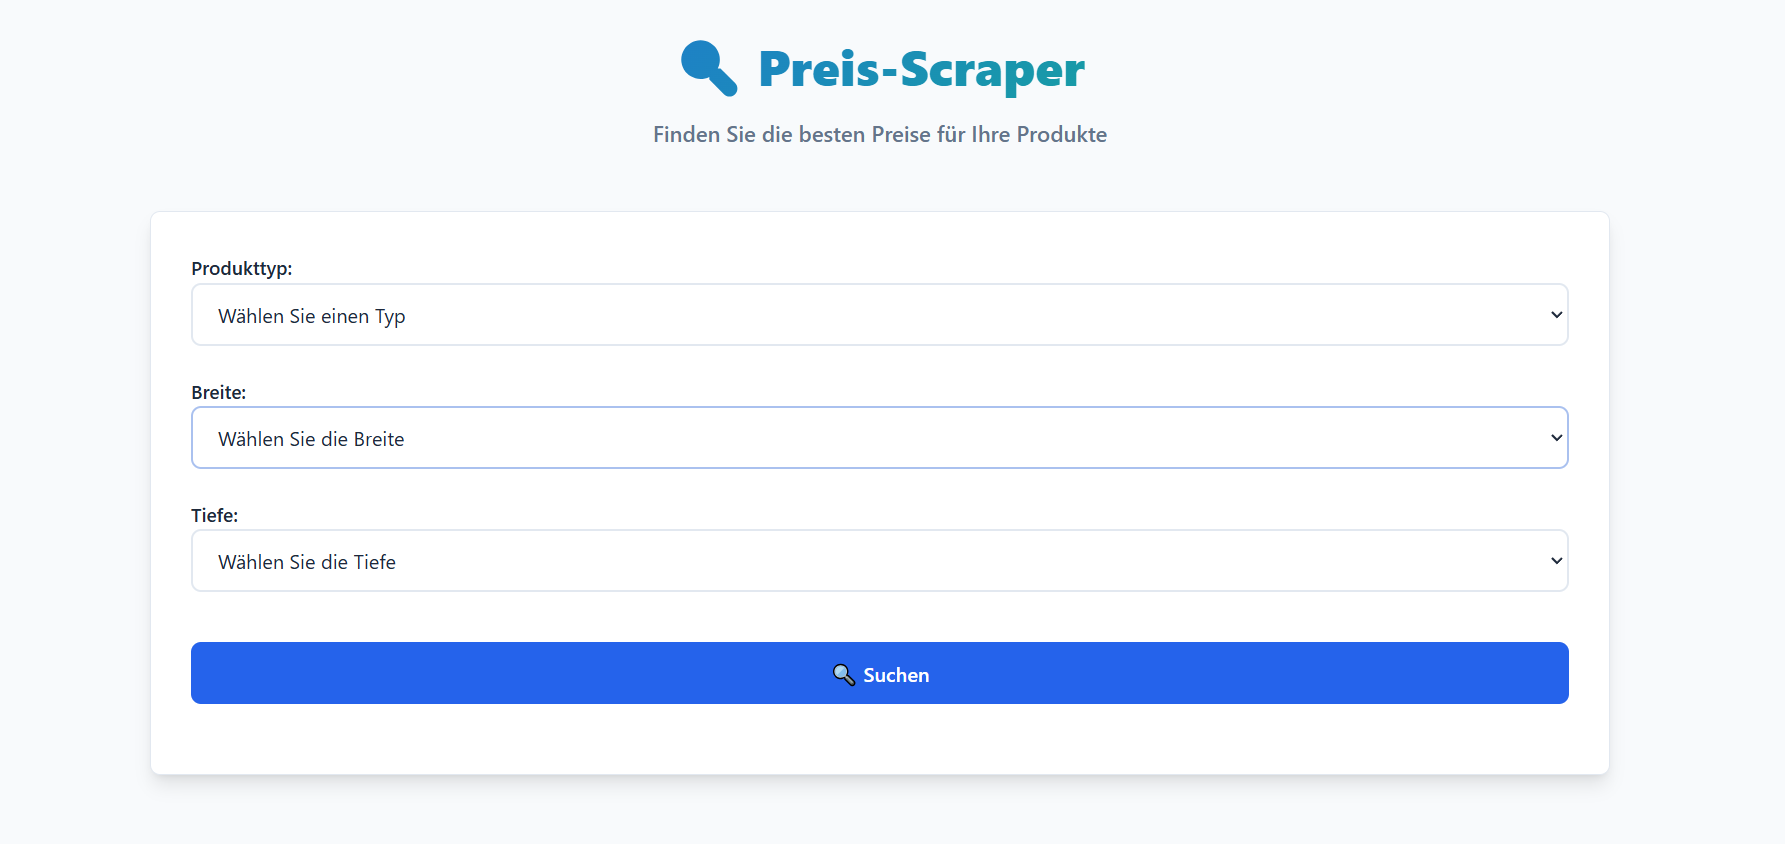 Preis-Scraper
Finden Sie die besten Preise für Ihre Produkte
Produkttyp:
Wählen Sie einen Typ
Breite:
Wählen Sie die Breite
Tiefe:
Wählen Sie die Tiefe
Suchen